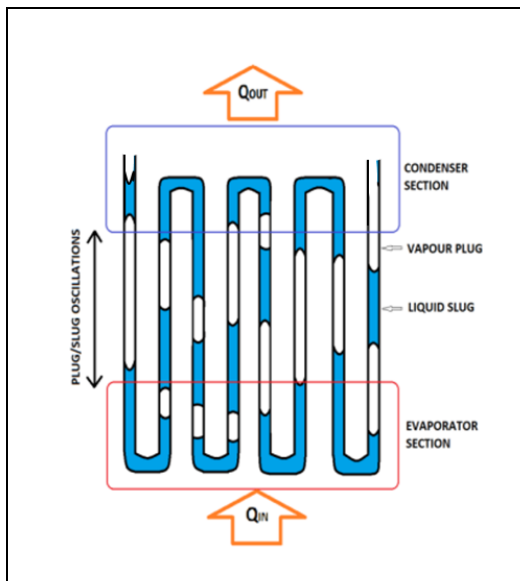 QOUT
CONDENSER
SECTION
VAPOUR PLUG
PLUG/SLUG OSCILLATIONS
LIQUID SLUG
EVAPORATOR
SECTION
QIN